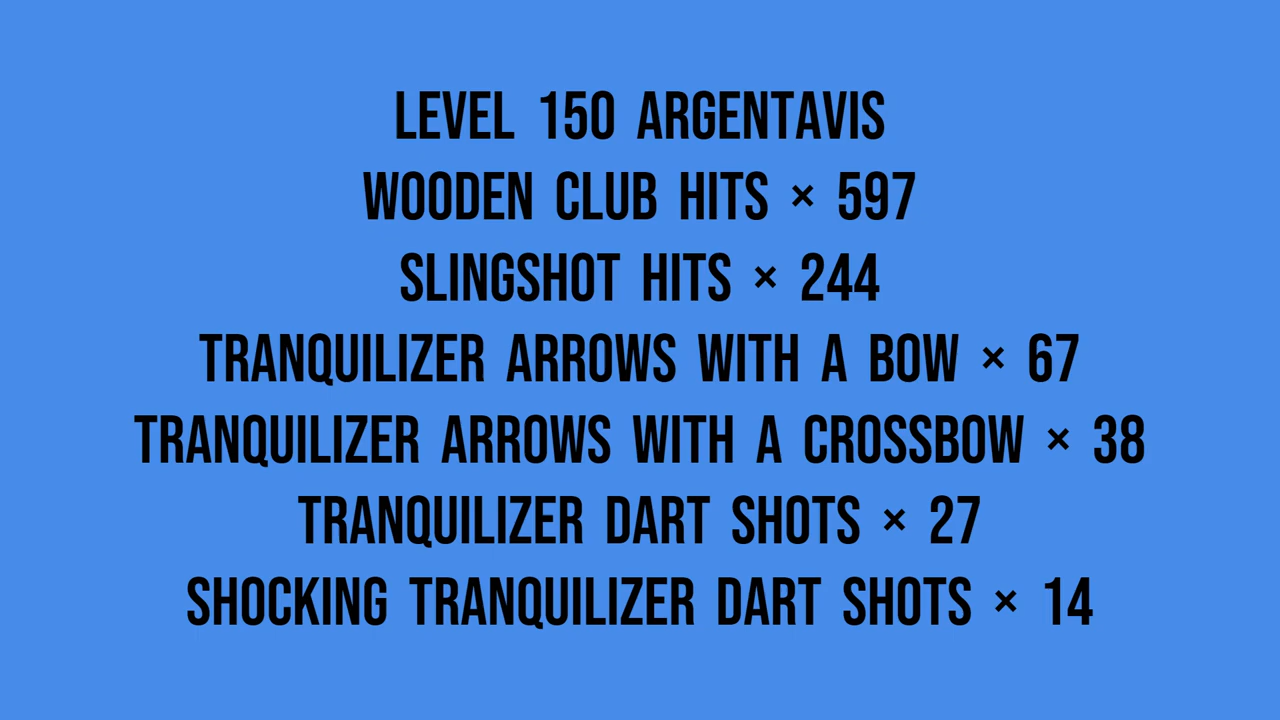 LEVEL 150 ARGENTAVIS
WOODEN CLUB HITS × 597
SLINGSHOT HITS × 244
TRANQUILIZER ARROWS WITH A BOW × 67
TRANQUILIZER ARROWS WITH A CROSSBOW × 38
TRANQUILIZER DART SHOTS × 27
SHOCKING TRANQUILIZER DART SHOTS × 14